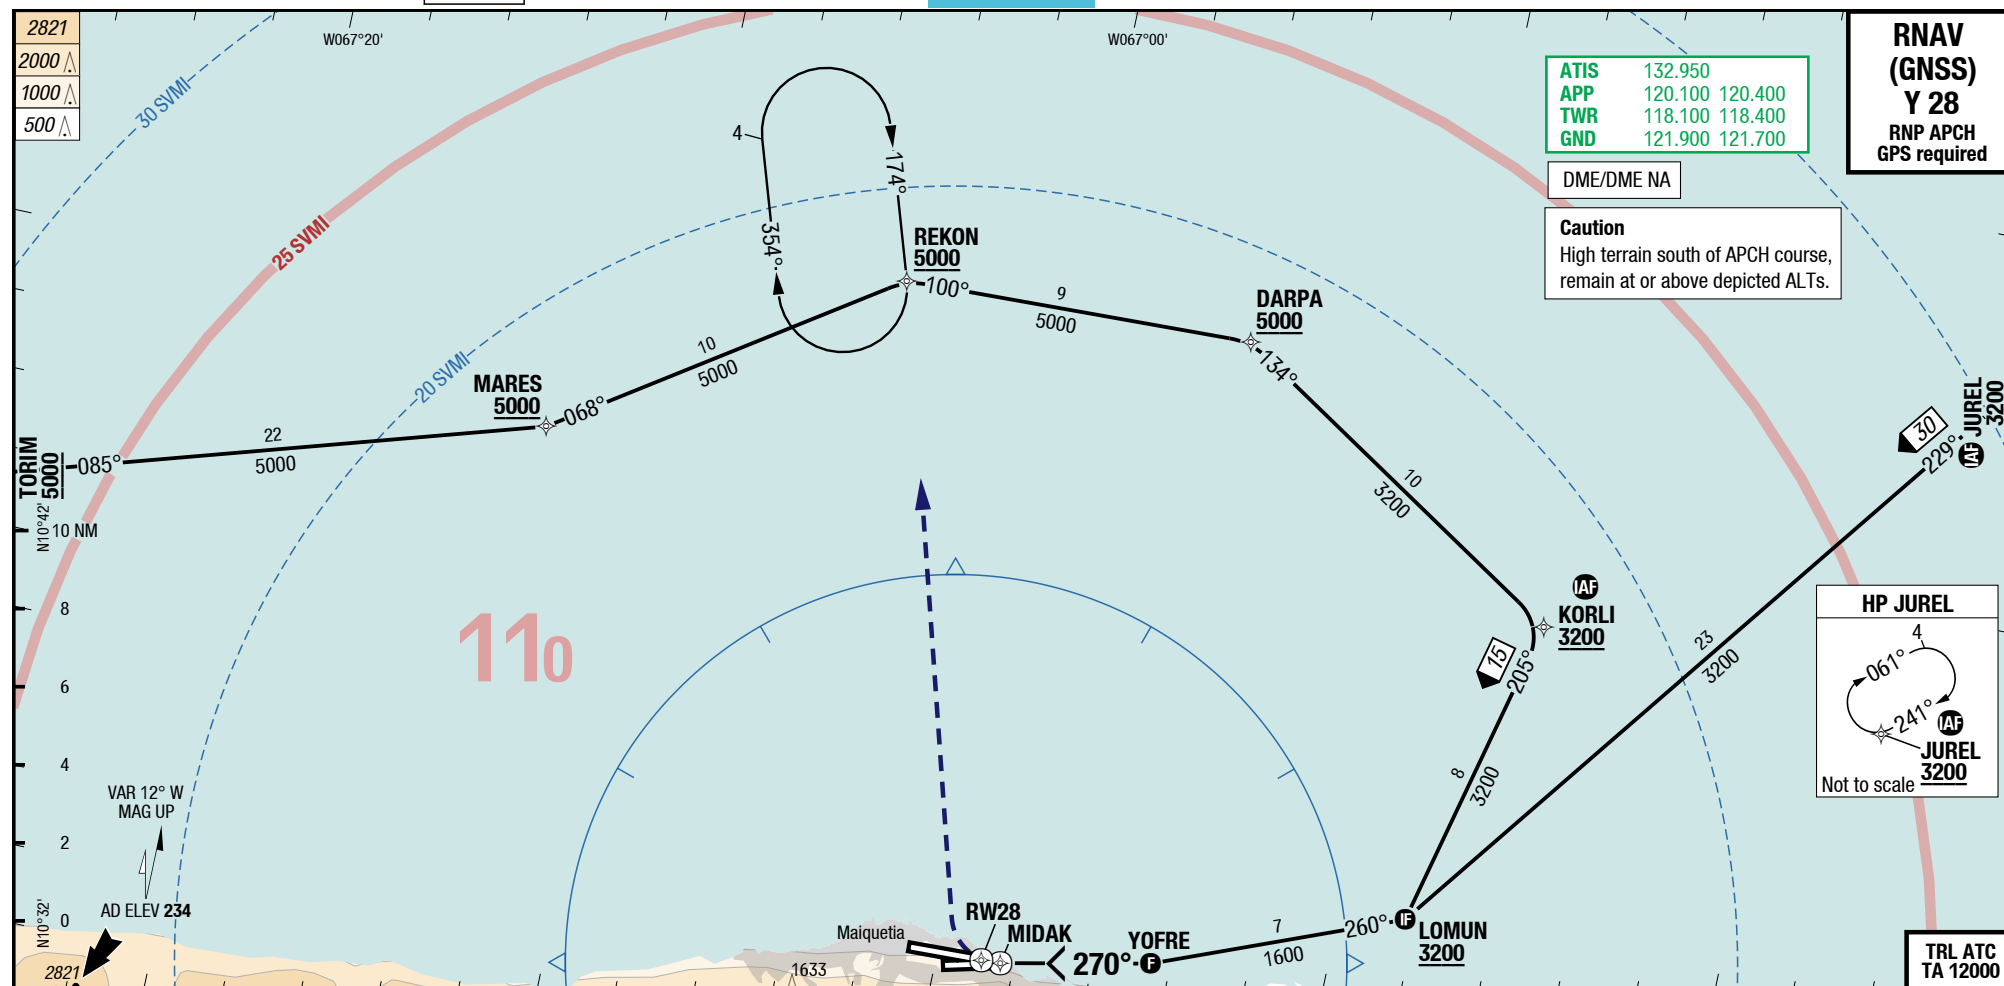 2821
2000
1000
500
W067°20'
W067°00'
30 SVMI
25 SVMI
20 SVMI
RNAV
(GNSS)
Y 28
RNP APCH
GPS required
ATIS 132.950
APP 120.100 120.400
TWR 118.100 118.400
GND 121.900 121.700
DME/DME NA
Caution
High terrain south of APCH course,
remain at or above depicted ALTs.
4
174°
354°
REKON
5000
100°
9
5000
DARPA
5000
134°
10
3200
MARES
5000
068°
10
5000
TORIM
5000
085°
22
5000
N10°42'
10 NM
8
6
4
2
0
N10°32'
110
IAF
KORLI
3200
15
205°
8
3200
IAF JUREL
3200
30
229°
23
3200
HP JUREL
4
061°
241°
IAF
JUREL
3200
Not to scale
VAR 12° W
MAG UP
AD ELEV 234
2821
Maiquetia
1633
RW28
MIDAK
270°
YOFRE
F
7
1600
260°
IF
LOMUN
3200
TRL ATC
TA 12000